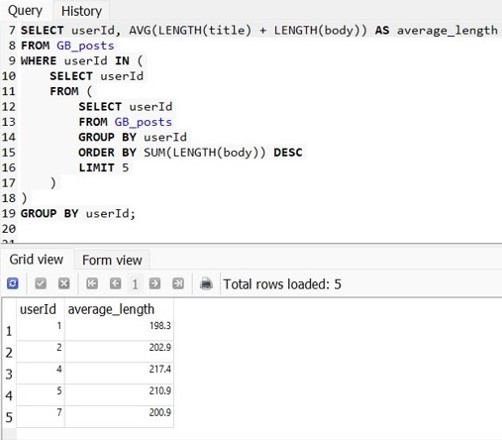 Query History
7 SELECT userId, AVG(LENGTH(title) + LENGTH(body)) AS average_length
8 FROM GB_posts
9 WHERE userId IN (
10 SELECT userId
11 FROM (
12 SELECT userId
13 FROM GB_posts
14 GROUP BY userId
15 ORDER BY SUM(LENGTH(body)) DESC
16 LIMIT 5
17 )
18 )
19 GROUP BY userId;
20
21
Grid view Form view
1 Total rows loaded: 5
userId average_length
1 1 198.3
2 2 202.9
3 4 217.4
4 5 210.9
5 7 200.9